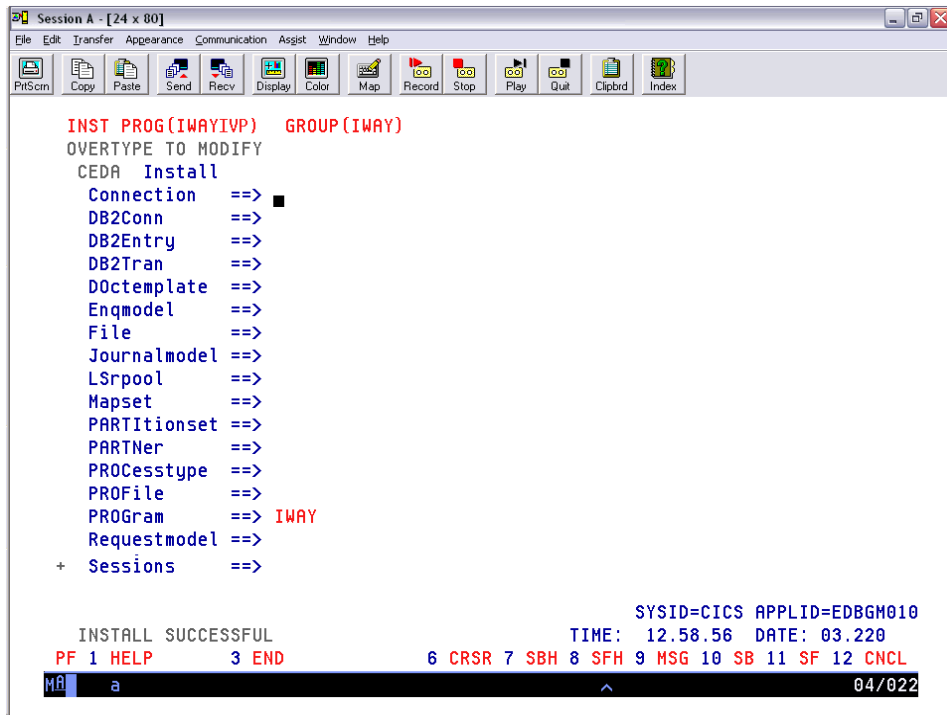 Session A - [24 x 80]
File Edit Transfer Appearance Communication Assist Window Help
PrtScrn Copy Paste Send Recv Display Color Map Record Stop Play Quit Clipbrd Index
INST PROG(IWAYIVP) GROUP(IWAY)
OVERTYPE TO MODIFY
CEDA Install
Connection ==>
DB2Conn ==>
DB2Entry ==>
DB2Tran ==>
DOctemplate ==>
Enqmodel ==>
File ==>
Journalmodel ==>
LSrpool ==>
Mapset ==>
PARTItionset ==>
PARTNer ==>
PROCesstype ==>
PROFile ==>
PROGram ==> IWAY
Requestmodel ==>
+ Sessions ==>
SYSID=CICS APPLID=EDBGM010
INSTALL SUCCESSFUL TIME: 12.58.56 DATE: 03.220
PF 1 HELP 3 END 6 CRSR 7 SBH 8 SFH 9 MSG 10 SB 11 SF 12 CNCL
MA a ^ 04/022